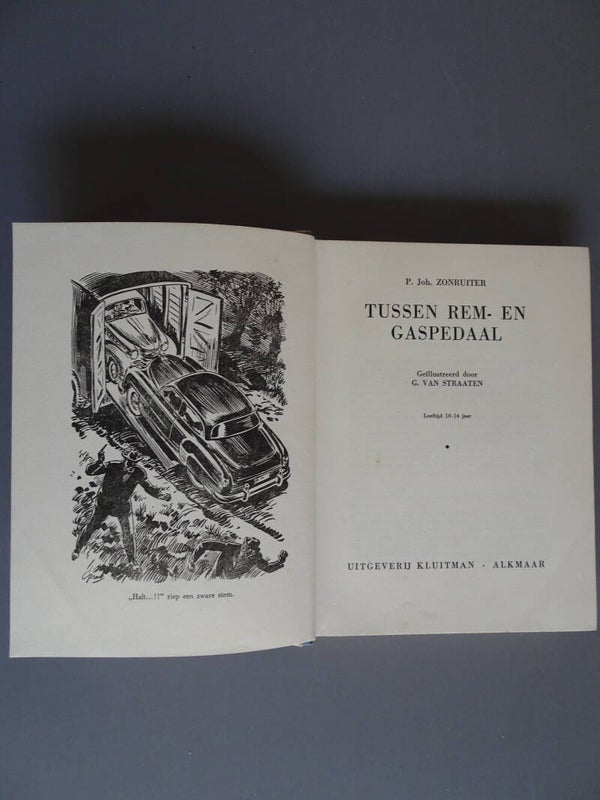 „Halt...!!” riep een zware stem.
P. Joh. ZONRUITER
TUSSEN REM- EN
GASPEDAAL
Geïllustreerd door
G. VAN STRAATEN
Leeftijd 10-14 jaar
UITGEVERIJ KLUITMAN - ALKMAAR